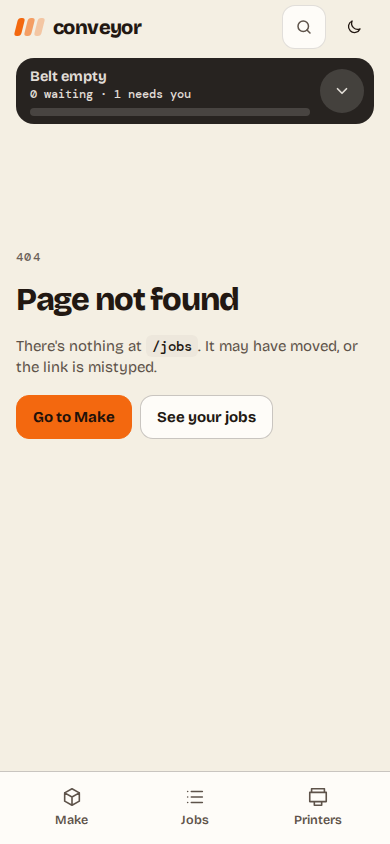 conveyor
Belt empty
0 waiting · 1 needs you
404
Page not found
There's nothing at /jobs. It may have moved, or
the link is mistyped.
Go to Make
See your jobs
Make
Jobs
Printers